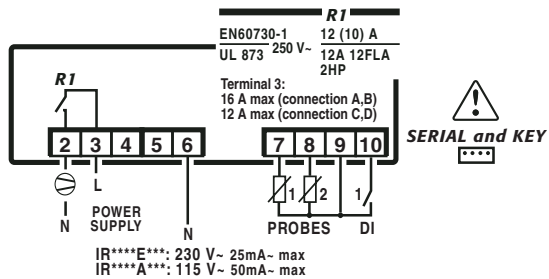 R1
EN60730-1
UL 873
250 V~
12 (10) A
12A 12FLA
2HP
Terminal 3:
16 A max (connection A,B)
12 A max (connection C,D)
R1
2 3 4 5 6 7 8 9 10
L
N
POWER
SUPPLY
N
1 2 1
PROBES DI
SERIAL and KEY
IR****E***: 230 V~ 25mA~ max
IR****A***: 115 V~ 50mA~ max